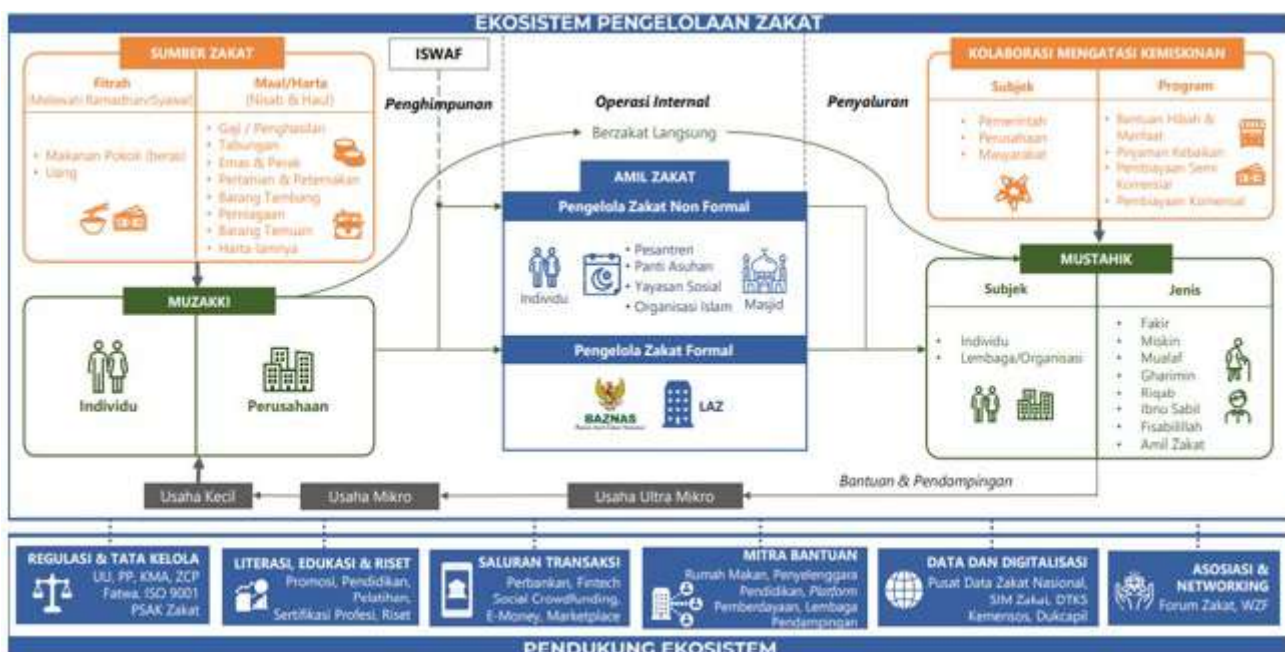 EKOSISTEM PENGELOLAAN ZAKAT
SUMBER ZAKAT
Fitrah
(Melewati Ramadhan/Syawal)
• Makanan Pokok (beras)
• Uang
Maal/Harta
(Nisab & Haul)
• Gaji / Penghasilan
• Tabungan
• Emas & Perak
• Pertanian & Peternakan
• Barang Tambang
• Perniagaan
• Barang Temuan
• Harta lainnya
MUZAKKI
Individu
Perusahaan
ISWAF
Penghimpunan
Operasi Internal
Penyaluran
Berzakat Langsung
AMIL ZAKAT
Pengelola Zakat Non Formal
Individu
• Pesantren
• Panti Asuhan
• Yayasan Sosial
• Organisasi Islam
Masjid
Pengelola Zakat Formal
BAZNAS
LAZ
KOLABORASI MENGATASI KEMISKINAN
Subjek
• Pemerintah
• Perusahaan
• Masyarakat
Program
• Bantuan Hibah &
Manfaat
• Pinjaman Kebaikan
• Pembiayaan Semi
Komersial
• Pembiayaan Komersial
MUSTAHIK
Subjek
• Individu
• Lembaga/Organisasi
Jenis
• Fakir
• Miskin
• Mualaf
• Gharimin
• Riqab
• Ibnu Sabil
• Fisabilillah
• Amil Zakat
Bantuan & Pendampingan
Usaha Kecil
Usaha Mikro
Usaha Ultra Mikro
REGULASI & TATA KELOLA
UU, PP, KMA, ZCP
Fatwa, ISO 9001
PSAK Zakat
LITERASI, EDUKASI & RISET
Promosi, Pendidikan,
Pelatihan,
Sertifikasi Profesi, Riset
SALURAN TRANSAKSI
Perbankan, Fintech
Social Crowdfunding,
E-Money, Marketplace
MITRA BANTUAN
Rumah Makan, Penyelenggara
Pendidikan, Platform
Pemberdayaan, Lembaga
Pendampingan
DATA DAN DIGITALISASI
Pusat Data Zakat Nasional,
SIM Zakat, DTKS
Kemensos, Dukcapil
ASOSIASI &
NETWORKING
Forum Zakat, WZF
PENDUKUNG EKOSISTEM